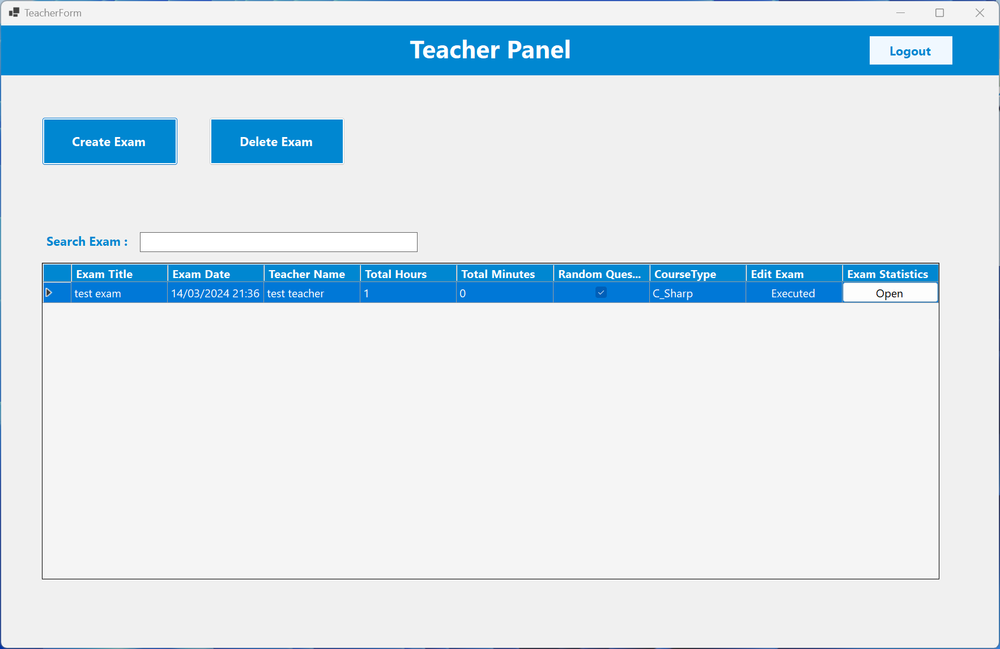 TeacherForm
Teacher Panel
Logout
Create Exam
Delete Exam
Search Exam :
Exam Title Exam Date Teacher Name Total Hours Total Minutes Random Ques... CourseType Edit Exam Exam Statistics
test exam 14/03/2024 21:36 test teacher 1 0 C_Sharp Executed Open